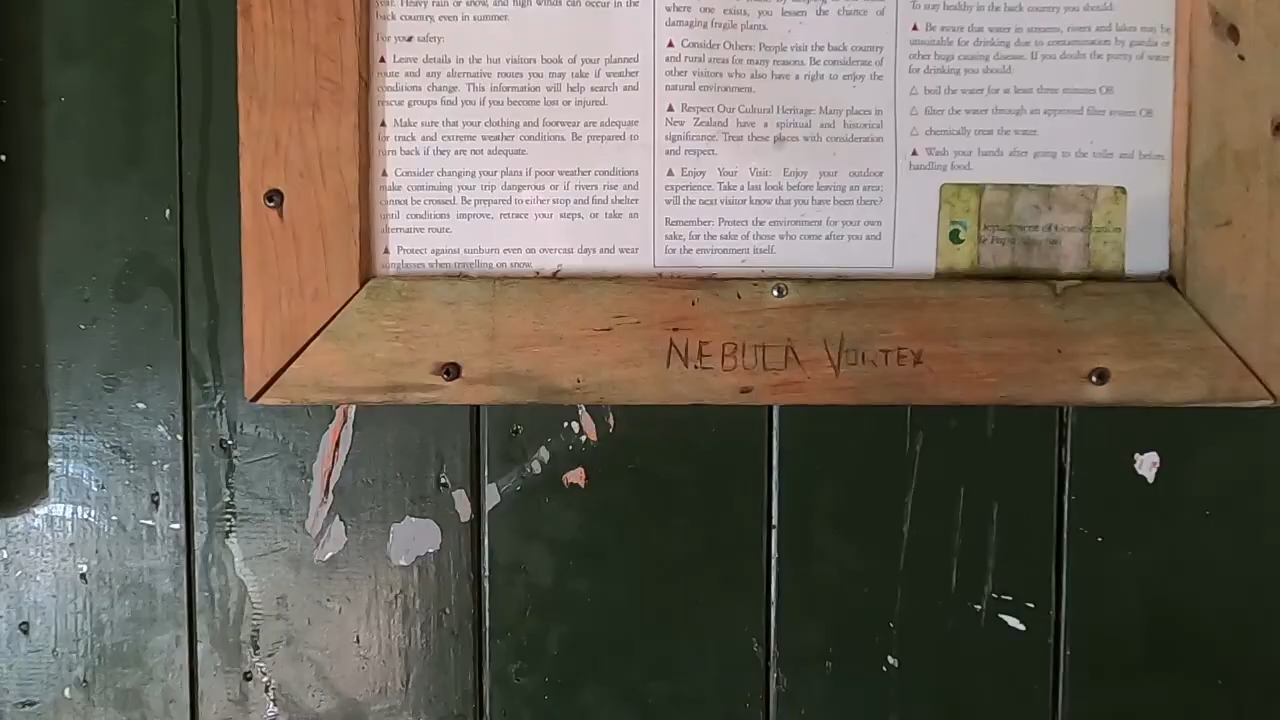 year. Heavy rain or snow, and high winds can occur in the
back country, even in summer.
For your safety:
▲ Leave details in the hut visitors book of your planned
route and any alternative routes you may take if weather
conditions change. This information will help search and
rescue groups find you if you become lost or injured.
▲ Make sure that your clothing and footwear are adequate
for track and extreme weather conditions. Be prepared to
turn back if they are not adequate.
▲ Consider changing your plans if poor weather conditions
make continuing your trip dangerous or if rivers rise and
cannot be crossed. Be prepared to either stop and find shelter
until conditions improve, retrace your steps, or take an
alternative route.
▲ Protect against sunburn even on overcast days and wear
sunglasses when travelling on snow.
where one exists, you lessen the chance of
damaging fragile plants.
▲ Consider Others: People visit the back country
and rural areas for many reasons. Be considerate of
other visitors who also have a right to enjoy the
natural environment.
▲ Respect Our Cultural Heritage: Many places in
New Zealand have a spiritual and historical
significance. Treat these places with consideration
and respect.
▲ Enjoy Your Visit: Enjoy your outdoor
experience. Take a last look before leaving an area;
will the next visitor know that you have been there?
Remember: Protect the environment for your own
sake, for the sake of those who come after you and
for the environment itself.
To stay healthy in the back country you should:
▲ Be aware that water in streams, rivers and lakes may be
unsuitable for drinking due to contamination by giardia or
other bugs causing disease. If you doubt the purity of water
for drinking you should:
△ boil the water for at least three minutes OR
△ filter the water through an approved filter system OR
△ chemically treat the water.
▲ Wash your hands after going to the toilet and before
handling food.
Department of Conservation
Te Papa
NEBULA VORTEX